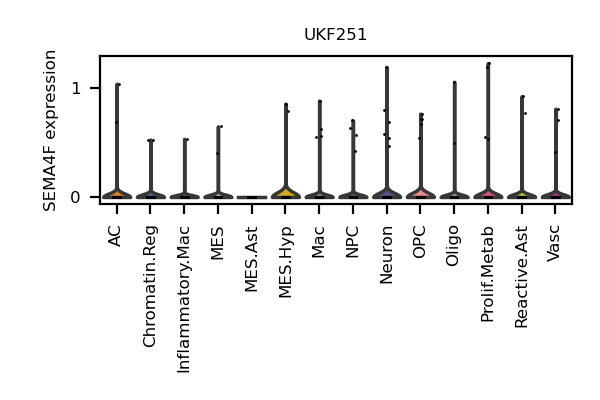 UKF251
SEMA4F expression
1
0
AC
Chromatin.Reg
Inflammatory.Mac
MES
MES.Ast
MES.Hyp
Mac
NPC
Neuron
OPC
Oligo
Prolif.Metab
Reactive.Ast
Vasc